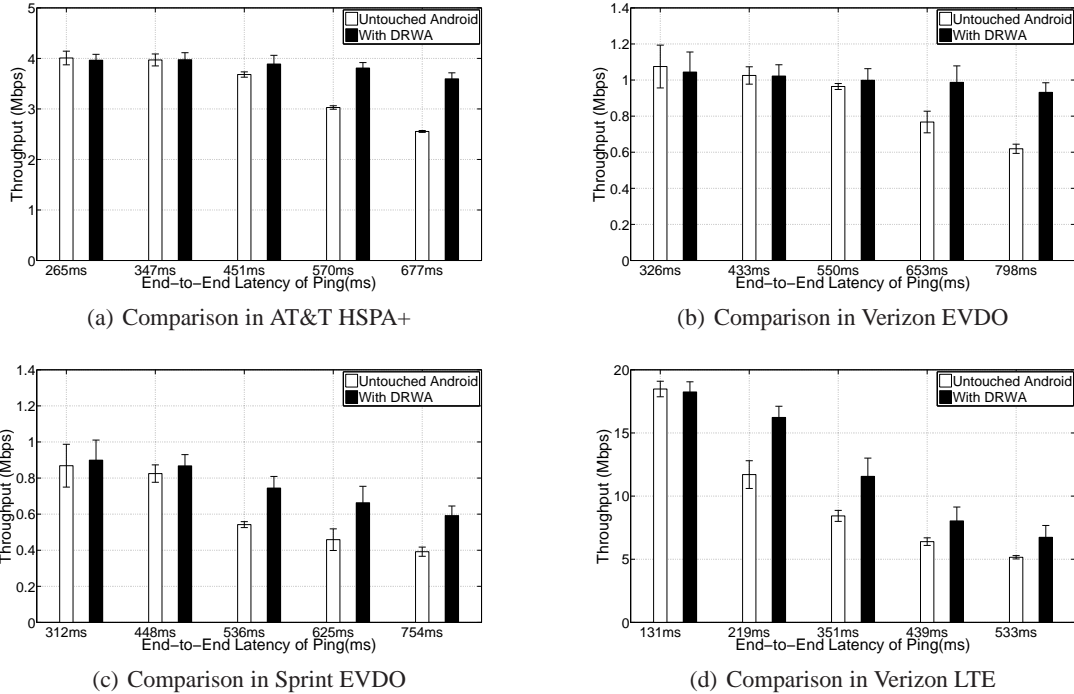 5
4
3
2
1
0
Throughput (Mbps)
Untouched Android
With DRWA
265ms 347ms 451ms 570ms 677ms
End-to-End Latency of Ping(ms)
(a) Comparison in AT&T HSPA+
1.4
1.2
1
0.8
0.6
0.4
0.2
0
Throughput (Mbps)
Untouched Android
With DRWA
326ms 433ms 550ms 653ms 798ms
End-to-End Latency of Ping(ms)
(b) Comparison in Verizon EVDO
1.4
1.2
1
0.8
0.6
0.4
0.2
0
Throughput (Mbps)
Untouched Android
With DRWA
312ms 448ms 536ms 625ms 754ms
End-to-End Latency of Ping(ms)
(c) Comparison in Sprint EVDO
20
15
10
5
0
Throughput (Mbps)
Untouched Android
With DRWA
131ms 219ms 351ms 439ms 533ms
End-to-End Latency of Ping(ms)
(d) Comparison in Verizon LTE